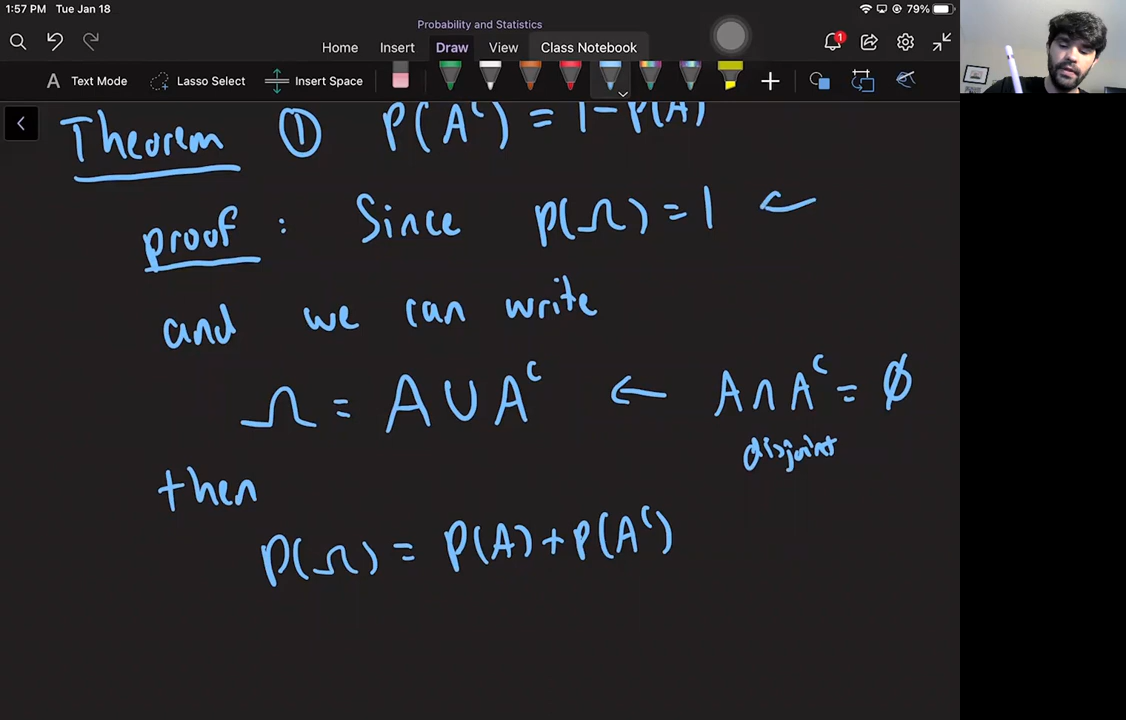 1:57 PM Tue Jan 18
79%
Probability and Statistics
Home Insert Draw View Class Notebook
1
Text Mode Lasso Select Insert Space
Theorem ① P(Aᶜ) = 1 - P(A)
proof : Since P(Ω) = 1 ←
and we can write
Ω = A ∪ Aᶜ ← A ∩ Aᶜ = ∅
disjoint
then
P(Ω) = P(A) + P(Aᶜ)